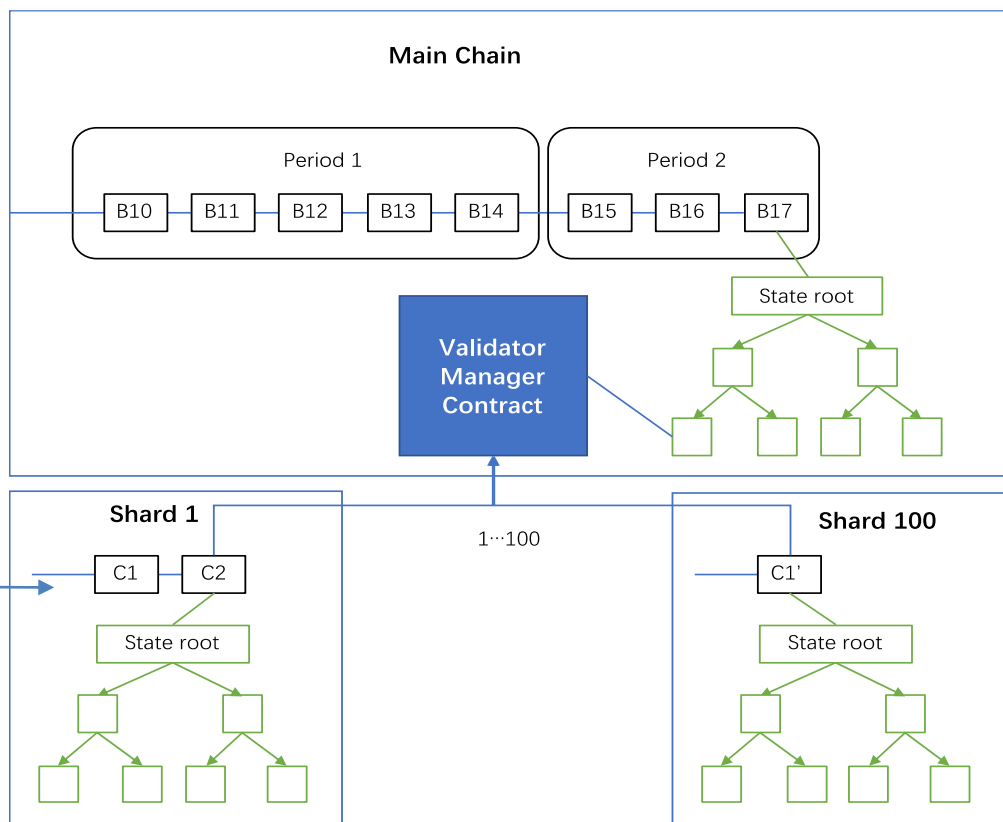 Main Chain
Period 1
Period 2
B10
B11
B12
B13
B14
B15
B16
B17
State root
Validator
Manager
Contract
Shard 1
Shard 100
1···100
C1
C2
C1’
State root
State root